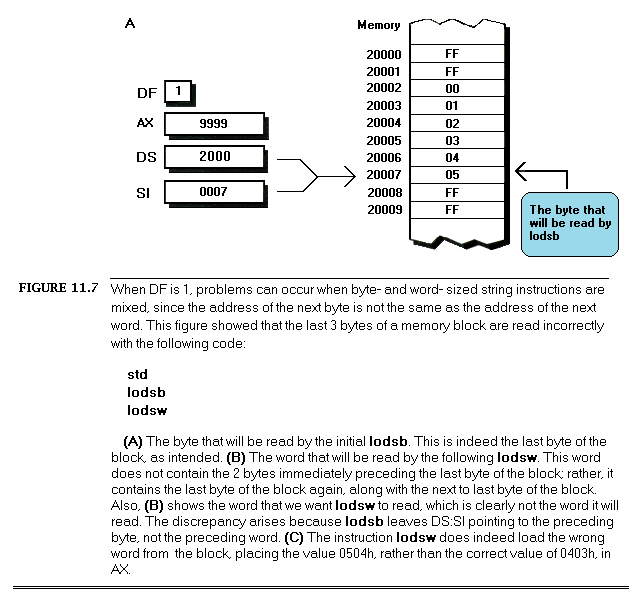 A
Memory
20000 FF
20001 FF
DF 1
20002 00
20003 01
AX 9999
20004 02
20005 03
DS 2000
20006 04
20007 05
SI 0007
20008 FF
20009 FF
The byte that
will be read by
lodsb
FIGURE 11.7 When DF is 1, problems can occur when byte- and word- sized string instructions are
mixed, since the address of the next byte is not the same as the address of the next
word. This figure showed that the last 3 bytes of a memory block are read incorrectly
with the following code:
std
lodsb
lodsw
(A) The byte that will be read by the initial lodsb. This is indeed the last byte of the
block, as intended. (B) The word that will be read by the following lodsw. This word
does not contain the 2 bytes immediately preceding the last byte of the block; rather, it
contains the last byte of the block again, along with the next to last byte of the block.
Also, (B) shows the word that we want lodsw to read, which is clearly not the word it will
read. The discrepancy arises because lodsb leaves DS:SI pointing to the preceding
byte, not the preceding word. (C) The instruction lodsw does indeed load the wrong
word from the block, placing the value 0504h, rather than the correct value of 0403h, in
AX.